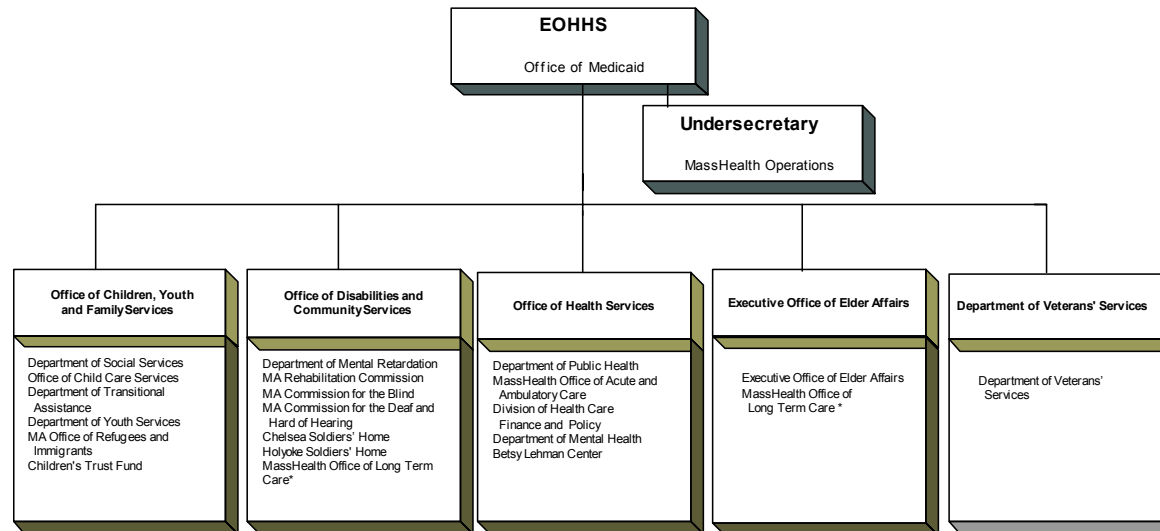 EOHHS
Office of Medicaid
Undersecretary
MassHealth Operations
Office of Children, Youth
and Family Services
Department of Social Services
Office of Child Care Services
Department of Transitional
Assistance
Department of Youth Services
MA Office of Refugees and
Immigrants
Children's Trust Fund
Office of Disabilities and
Community Services
Department of Mental Retardation
MA Rehabilitation Commission
MA Commission for the Blind
MA Commission for the Deaf and
Hard of Hearing
Chelsea Soldiers' Home
Holyoke Soldiers' Home
MassHealth Office of Long Term
Care*
Office of Health Services
Department of Public Health
MassHealth Office of Acute and
Ambulatory Care
Division of Health Care
Finance and Policy
Department of Mental Health
Betsy Lehman Center
Executive Office of Elder Affairs
Executive Office of Elder Affairs
MassHealth Office of
Long Term Care *
Department of Veterans' Services
Department of Veterans'
Services